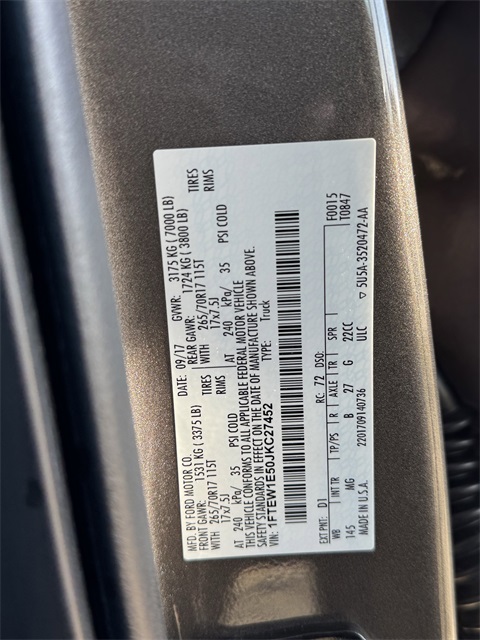 MFD. BY FORD MOTOR CO.
DATE: 09/17 GVWR: 3175 KG ( 7000 LB)
FRONT GAWR: 1531 KG ( 3375 LB) REAR GAWR: 1724 KG ( 3800 LB)
WITH 265/70R17 115T TIRES WITH 265/70R17 115T TIRES
17x7.5J RIMS 17x7.5J RIMS
AT 240 kPa/ 35 PSI COLD AT 240 kPa/ 35 PSI COLD
THIS VEHICLE CONFORMS TO ALL APPLICABLE FEDERAL MOTOR VEHICLE
SAFETY STANDARDS IN EFFECT ON THE DATE OF MANUFACTURE SHOWN ABOVE.
VIN: 1FTEW1E50JKC27452 TYPE: Truck
F0015
EXT PNT: D1 RC: 72 DSO: T0847
WB INT TR TP/PS R AXLE TR SPR
145 MG B 27 G 22CC
2201709140736 ULC
MADE IN U.S.A. ▽ 5U5A-3520472-AA